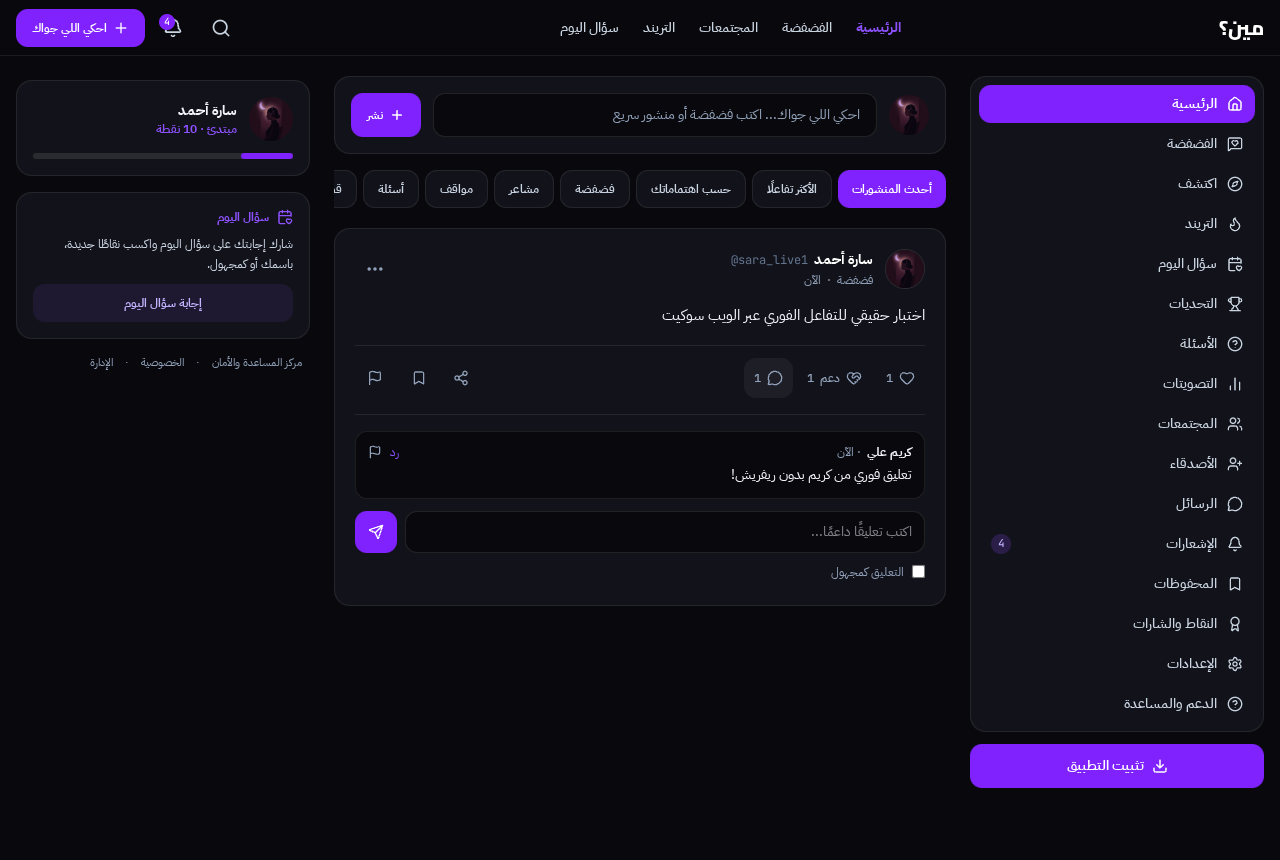 مين؟
الرئيسية
الفضفضة
المجتمعات
التريند
سؤال اليوم
4
احكي اللي جواك
الرئيسية
الفضفضة
اكتشف
التريند
سؤال اليوم
التحديات
الأسئلة
التصويتات
المجتمعات
الأصدقاء
الرسائل
الإشعارات 4
المحفوظات
النقاط والشارات
الإعدادات
الدعم والمساعدة
تثبيت التطبيق
احكي اللي جواك... اكتب فضفضة أو منشور سريع
نشر
أحدث المنشورات
الأكثر تفاعلًا
حسب اهتماماتك
فضفضة
مشاعر
مواقف
أسئلة
سارة أحمد @sara_live1
فضفضة · الآن
اختبار حقيقي للتفاعل الفوري عبر الويب سوكيت
1
دعم 1
1
كريم علي · الآن
رد
تعليق فوري من كريم بدون ريفريش!
اكتب تعليقًا داعمًا...
التعليق كمجهول
سارة أحمد
مبتدئ · 10 نقطة
سؤال اليوم
شارك إجابتك على سؤال اليوم واكسب نقاطًا جديدة،
باسمك أو كمجهول.
إجابة سؤال اليوم
مركز المساعدة والأمان · الخصوصية · الإدارة